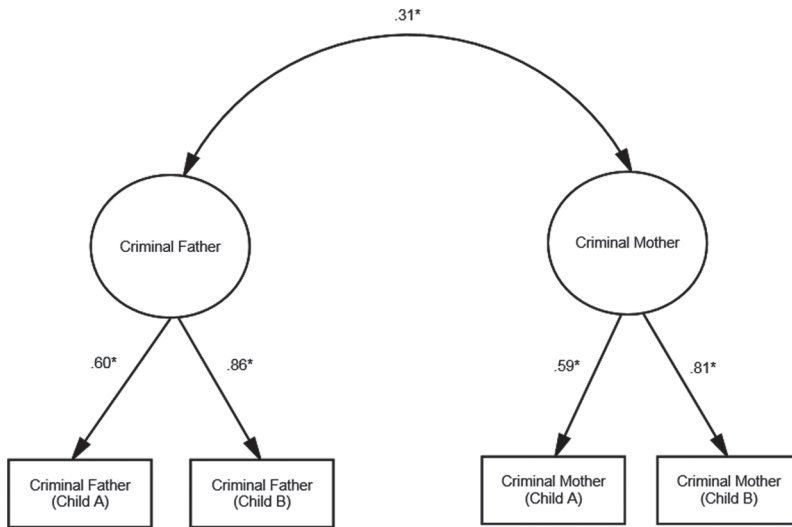 .31*
Criminal Father
Criminal Mother
.60*
.86*
.59*
.81*
Criminal Father
(Child A)
Criminal Father
(Child B)
Criminal Mother
(Child A)
Criminal Mother
(Child B)